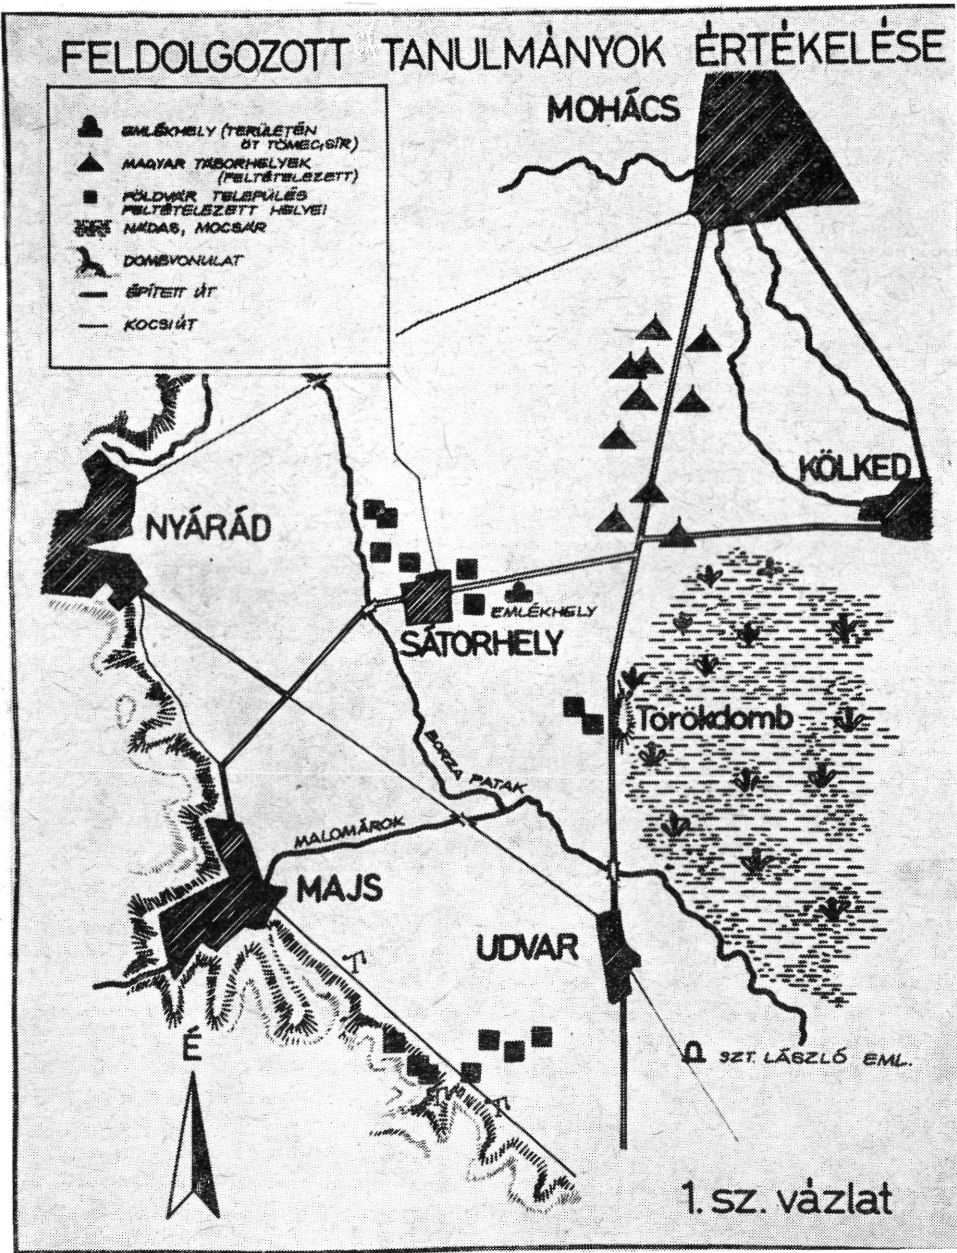 FELDOLGOZOTT TANULMÁNYOK ÉRTÉKELÉSE
EMLÉKHELY (TERÜLETÉN
ÖT TÖMEGSÍR)
MAGYAR TÁBORHELYEK
(FELTÉTELEZETT)
FÖLDVÁR TELEPÜLÉS
FELTÉTELEZETT HELYEI
NÁDAS, MOCSÁR
DOMBVONULAT
ÉPÍTETT ÚT
KOCSIÚT
MOHÁCS
KÖLKED
NYÁRÁD
EMLÉKHELY
SÁTORHELY
Törökdomb
BORZA PATAK
MALOMÁROK
MAJS
UDVAR
É
SZT. LÁSZLÓ EML.
1. sz. vázlat